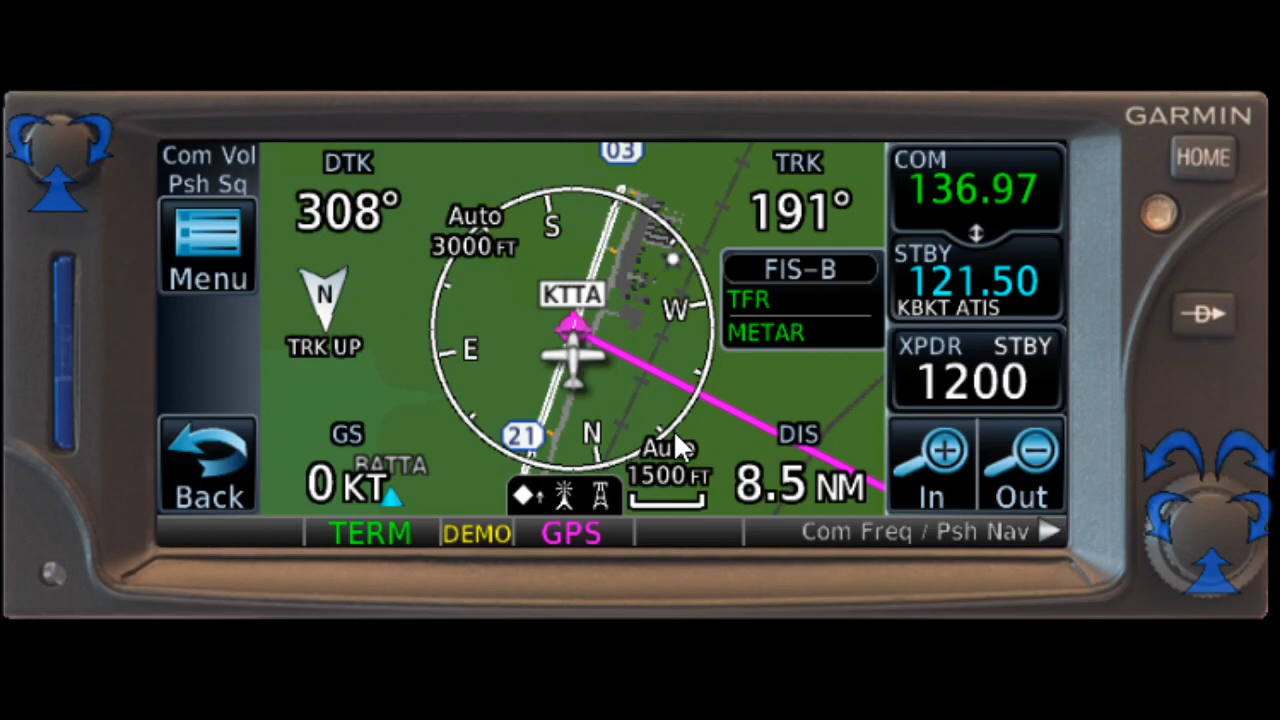 GARMIN
HOME
Com Vol
Psh Sq
Menu
Back
DTK
308°
03
TRK
191°
Auto
3000 FT
S
N
TRK UP
KTTA
W
E
FIS-B
TFR
METAR
21
N
GS
0 KT
BATTA
Auto
1500 FT
DIS
8.5 NM
COM
136.97
STBY
121.50
KBKT ATIS
XPDR STBY
1200
In
Out
D
TERM
DEMO
GPS
Com Freq / Psh Nav